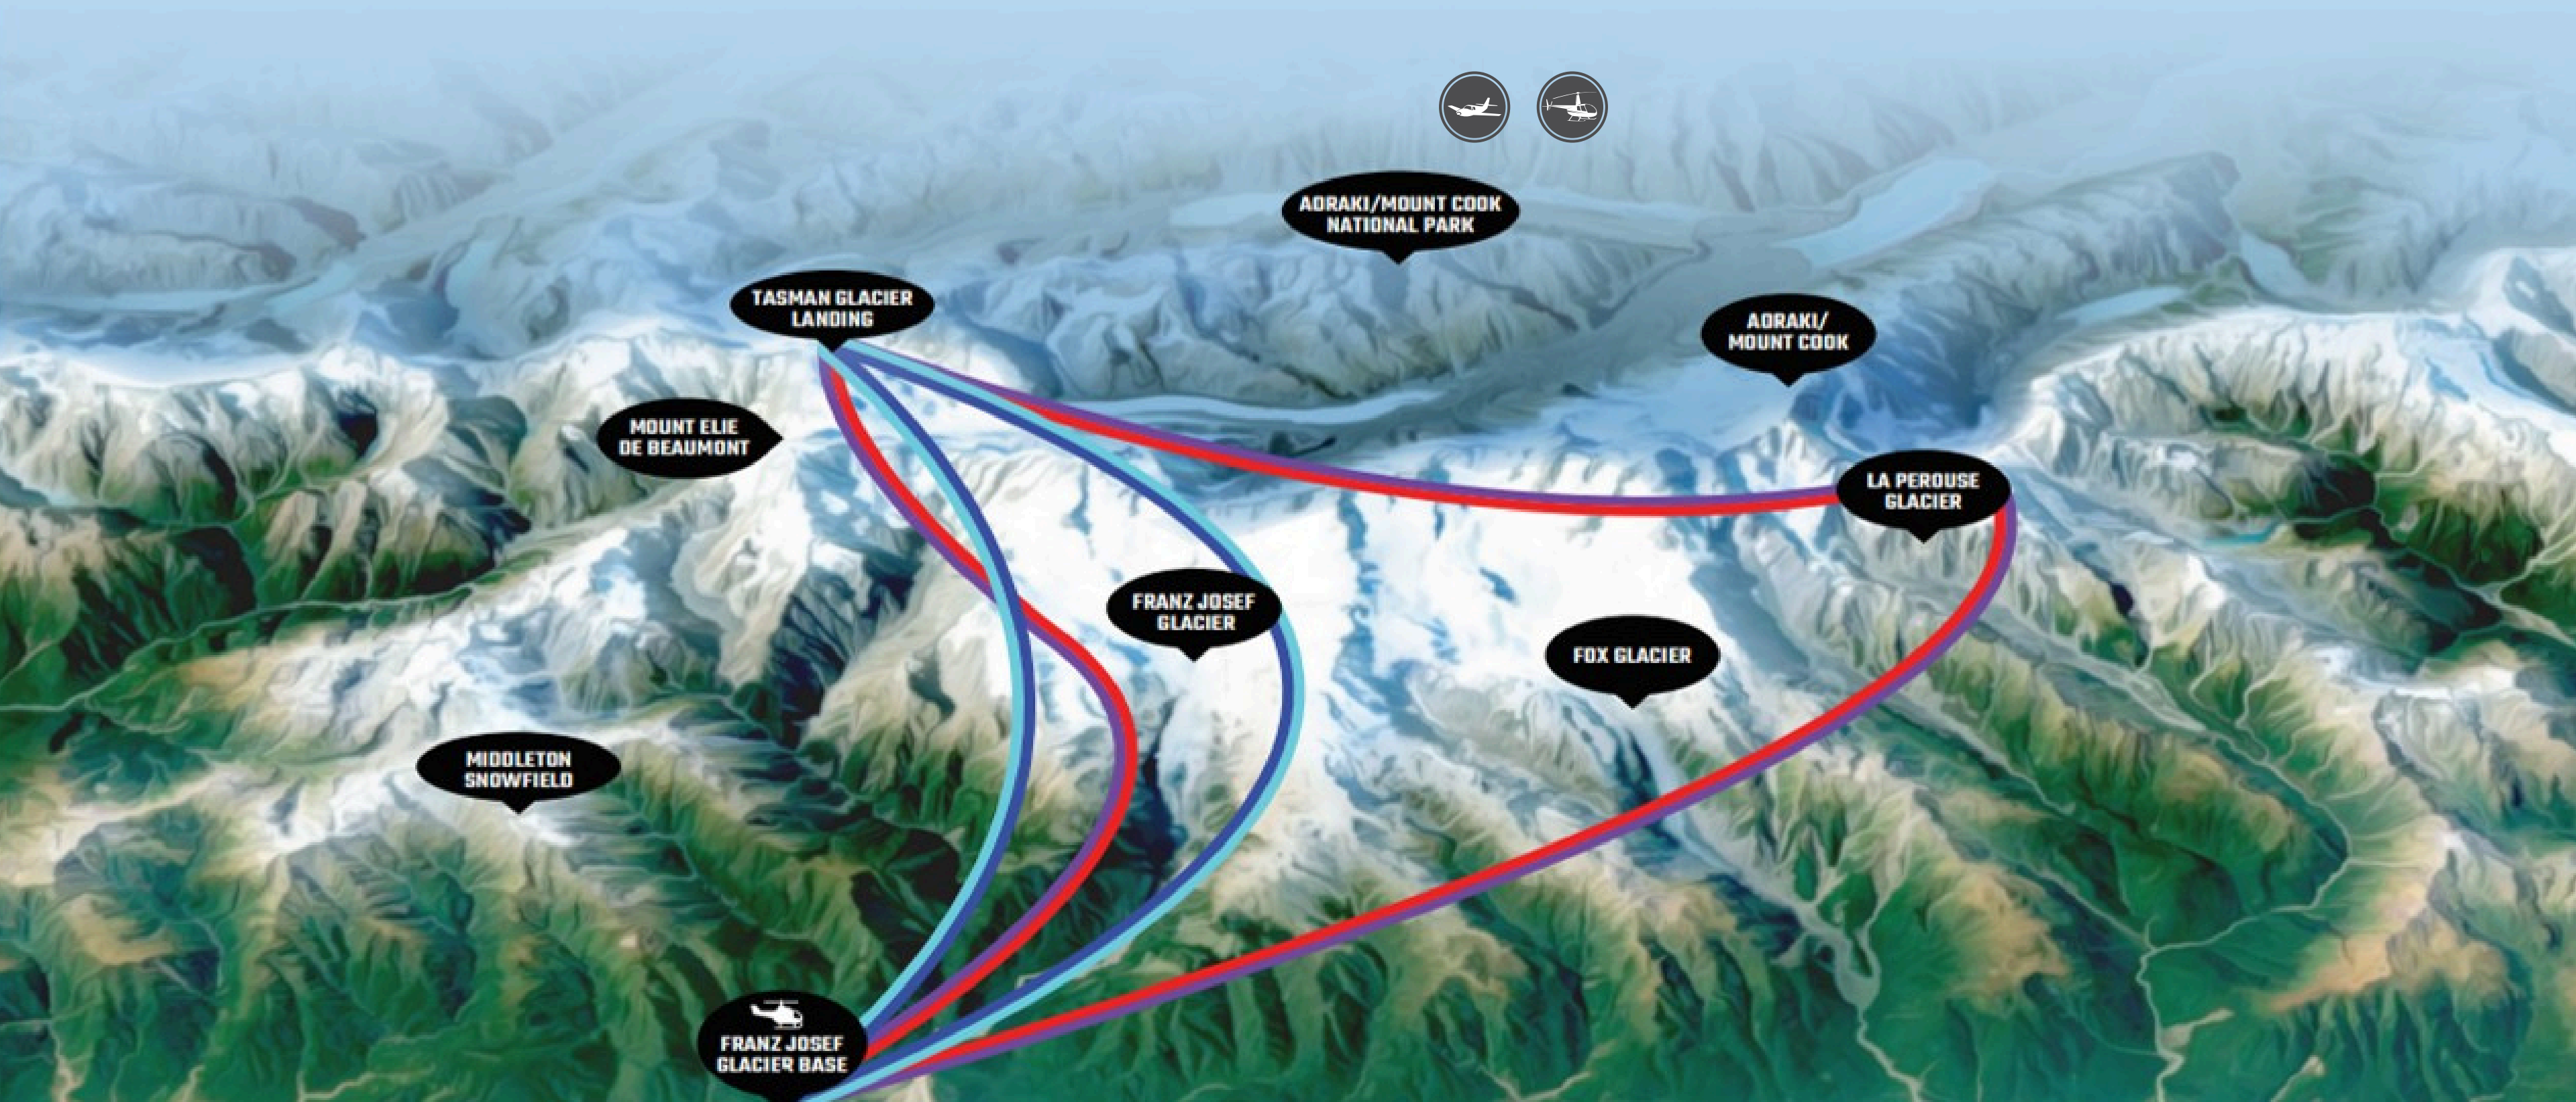 AORAKI/MOUNT COOK
NATIONAL PARK
TASMAN GLACIER
LANDING
AORAKI/
MOUNT COOK
MOUNT ELIE
DE BEAUMONT
LA PEROUSE
GLACIER
FRANZ JOSEF
GLACIER
FOX GLACIER
MIDDLETON
SNOWFIELD
FRANZ JOSEF
GLACIER BASE